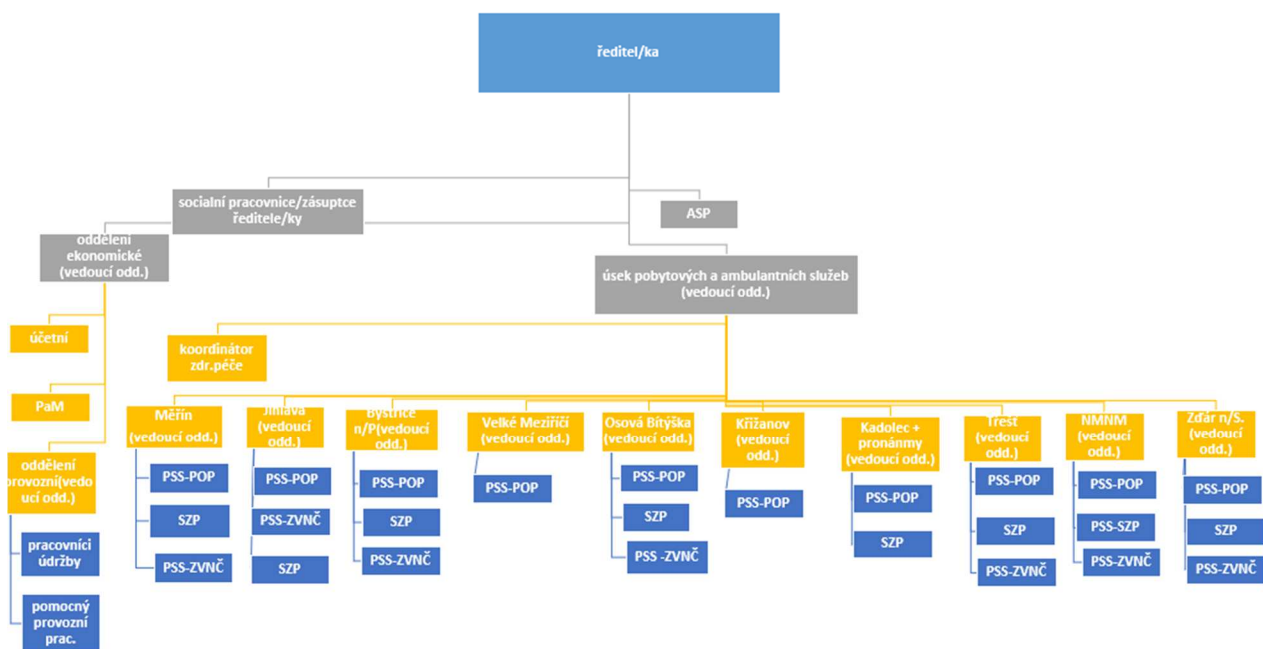 ředitel/ka
socialní pracovnice/zásuptce
ředitele/ky
ASP
oddělení
ekonomické
(vedoucí odd.)
úsek pobytových a ambulantních služeb
(vedoucí odd.)
účetní
koordinátor
zdr.péče
PaM
Měřín
(vedoucí odd.)
Jihlava
(vedoucí odd.)
Bystřice
n/P(vedoucí
odd.)
Velké Meziříčí
(vedoucí odd.)
Osová Bítýška
(vedoucí odd.)
Křižanov
(vedoucí
odd.)
Kadolec +
pronánmy
(vedoucí odd.)
Třešť
(vedoucí
odd.)
NMNM
(vedoucí
odd.)
Zďár n/S.
(vedoucí
odd.)
oddělení
provozní(vedo
ucí odd.)
PSS-POP
SZP
PSS-ZVNČ
PSS-POP
PSS-ZVNČ
SZP
PSS-POP
SZP
PSS-ZVNČ
PSS-POP
PSS-POP
SZP
PSS -ZVNČ
PSS-POP
PSS-POP
SZP
PSS-POP
SZP
PSS-ZVNČ
PSS-POP
PSS-SZP
PSS-ZVNČ
PSS-POP
SZP
PSS-ZVNČ
pracovníci
údržby
pomocný
provozní
prac.